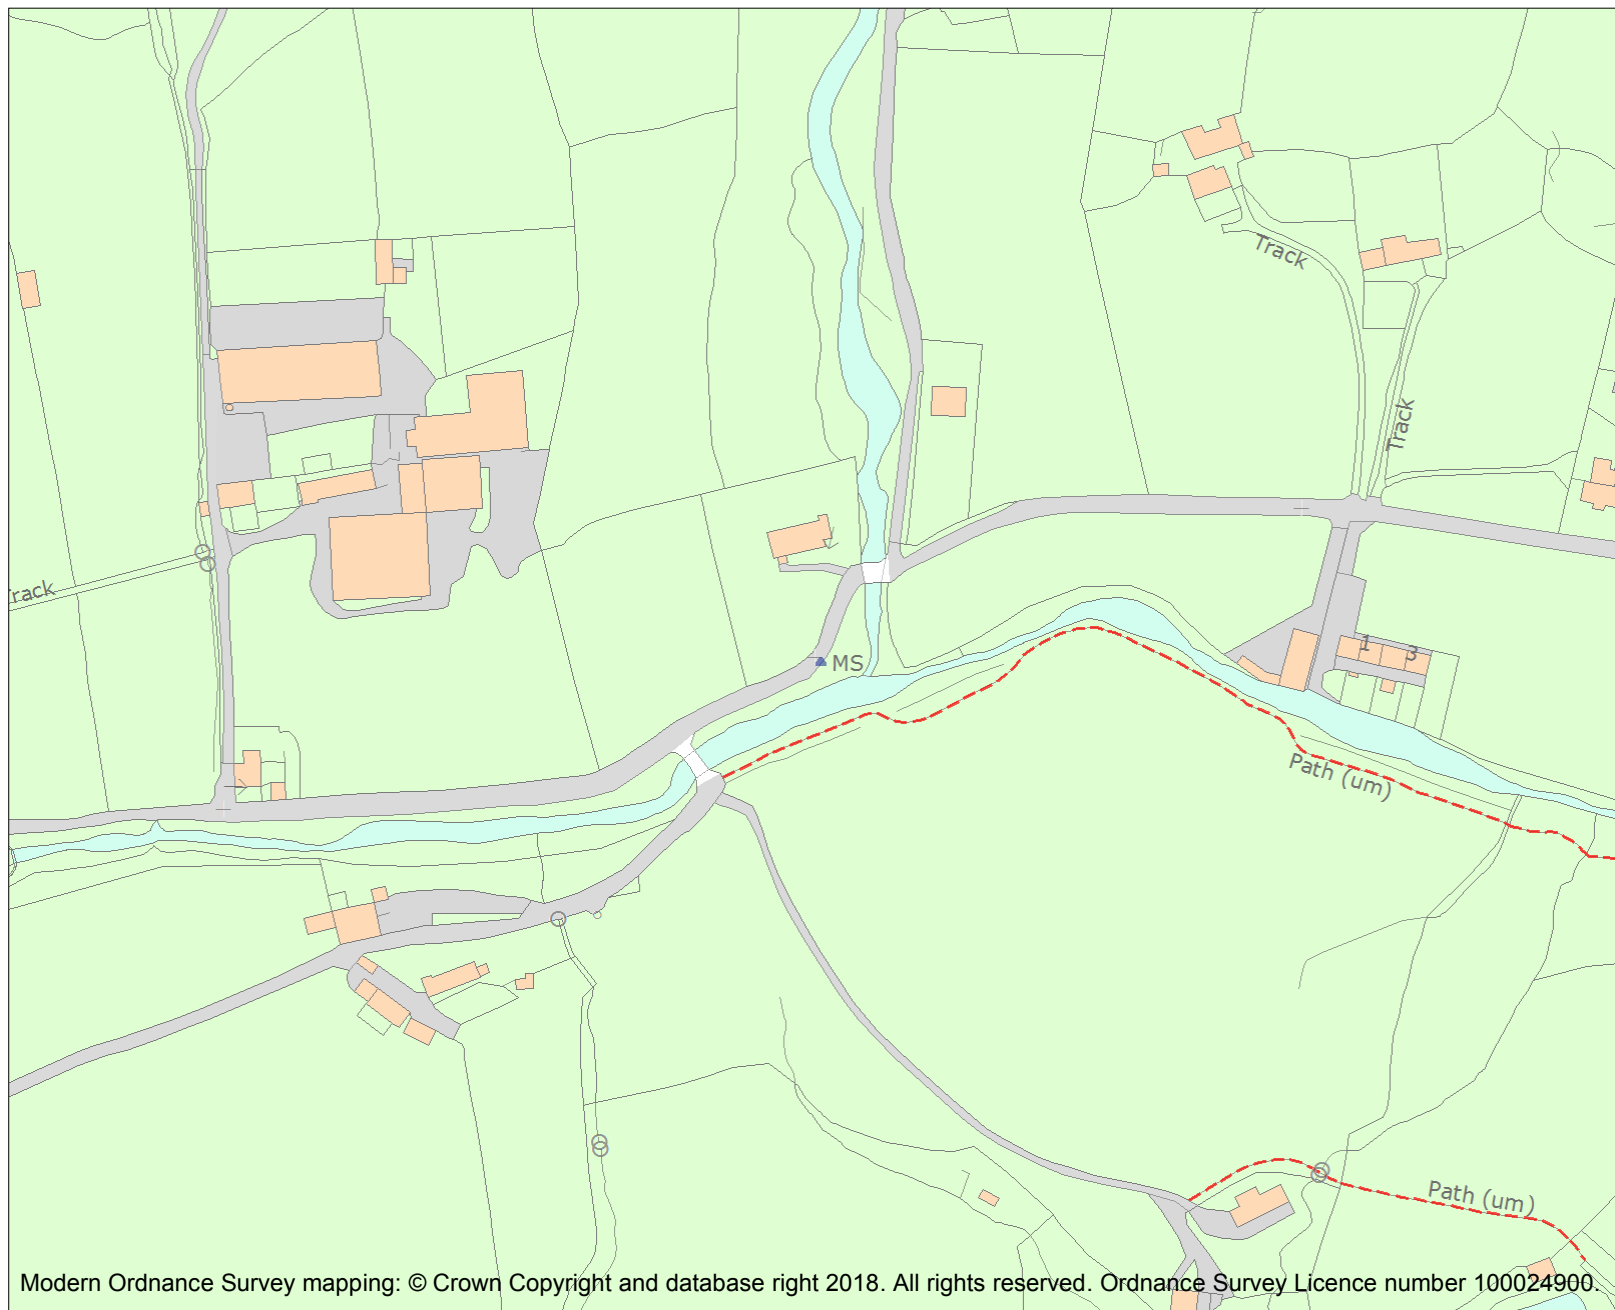 Track
Track
rack
MS
1
3
Path (um)
Path (um)
Modern Ordnance Survey mapping: © Crown Copyright and database right 2018. All rights reserved. Ordnance Survey Licence number 100024900.